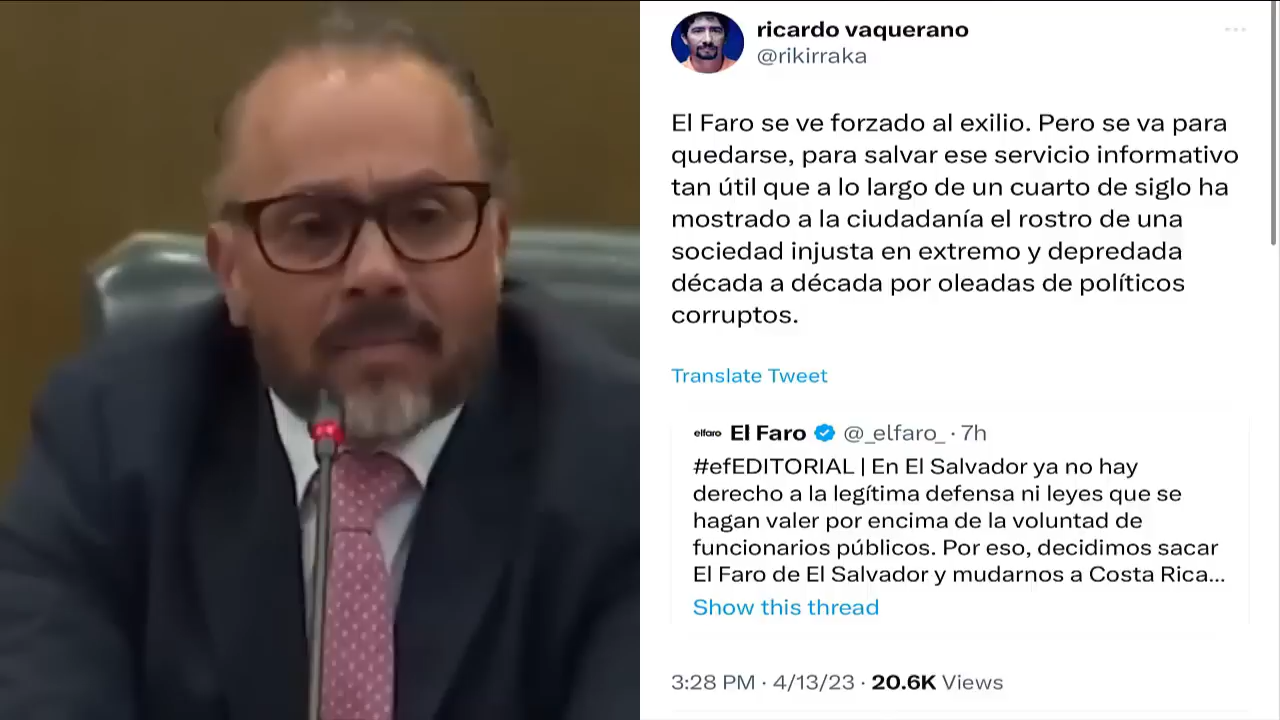 ricardo vaquerano
@rikirraka
El Faro se ve forzado al exilio. Pero se va para
quedarse, para salvar ese servicio informativo
tan útil que a lo largo de un cuarto de siglo ha
mostrado a la ciudadanía el rostro de una
sociedad injusta en extremo y depredada
década a década por oleadas de políticos
corruptos.
Translate Tweet
elfaro El Faro @_elfaro_ · 7h
#efEDITORIAL | En El Salvador ya no hay
derecho a la legítima defensa ni leyes que se
hagan valer por encima de la voluntad de
funcionarios públicos. Por eso, decidimos sacar
El Faro de El Salvador y mudarnos a Costa Rica...
Show this thread
3:28 PM · 4/13/23 · 20.6K Views